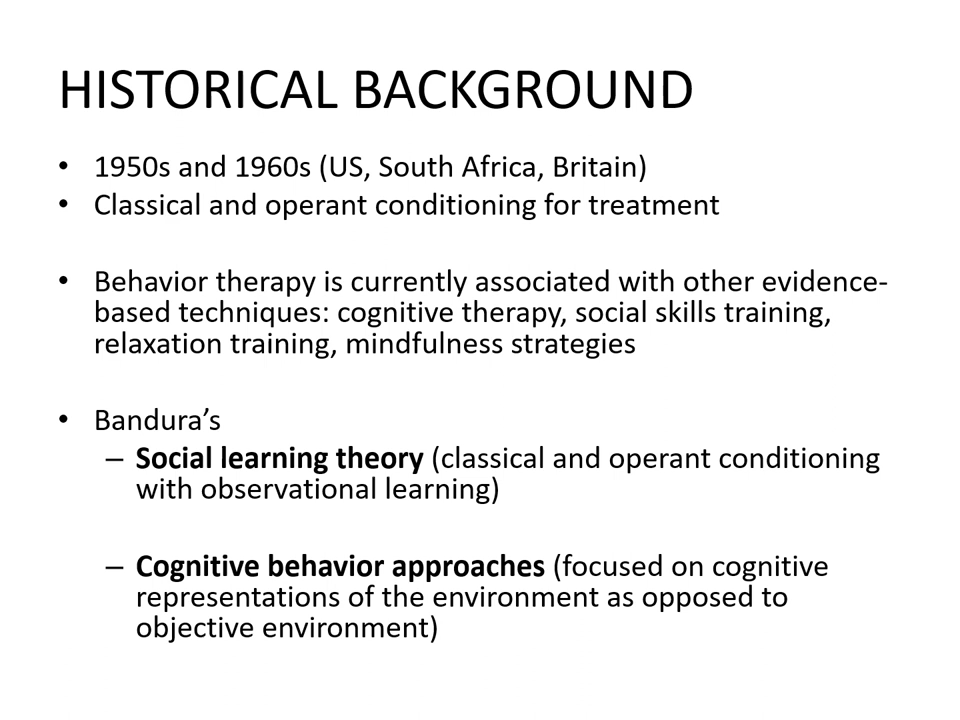 HISTORICAL BACKGROUND
• 1950s and 1960s (US, South Africa, Britain)
• Classical and operant conditioning for treatment
• Behavior therapy is currently associated with other evidence-
based techniques: cognitive therapy, social skills training,
relaxation training, mindfulness strategies
• Bandura’s
– Social learning theory (classical and operant conditioning
with observational learning)
– Cognitive behavior approaches (focused on cognitive
representations of the environment as opposed to
objective environment)